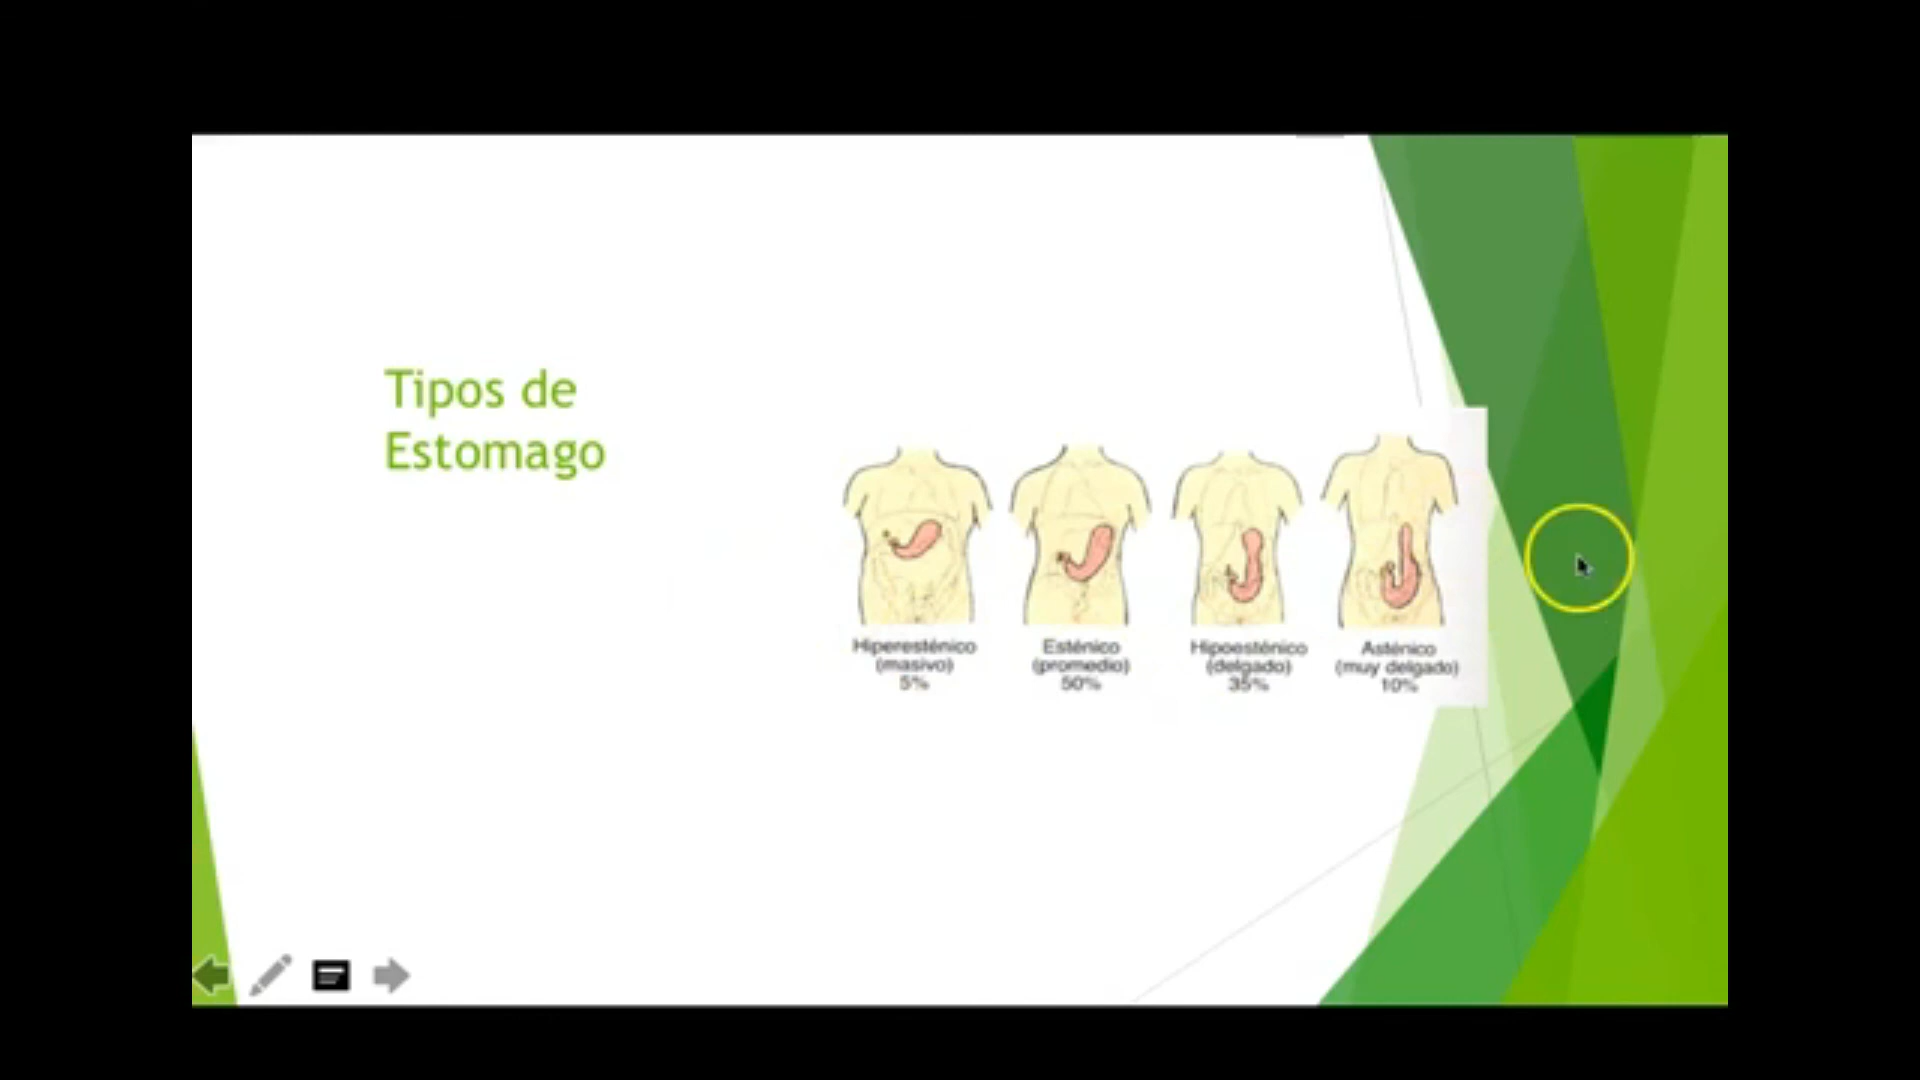 Tipos de
Estomago
Hiperesténico
(masivo)
5%
Esténico
(promedio)
50%
Hipoesténico
(delgado)
35%
Asténico
(muy delgado)
10%